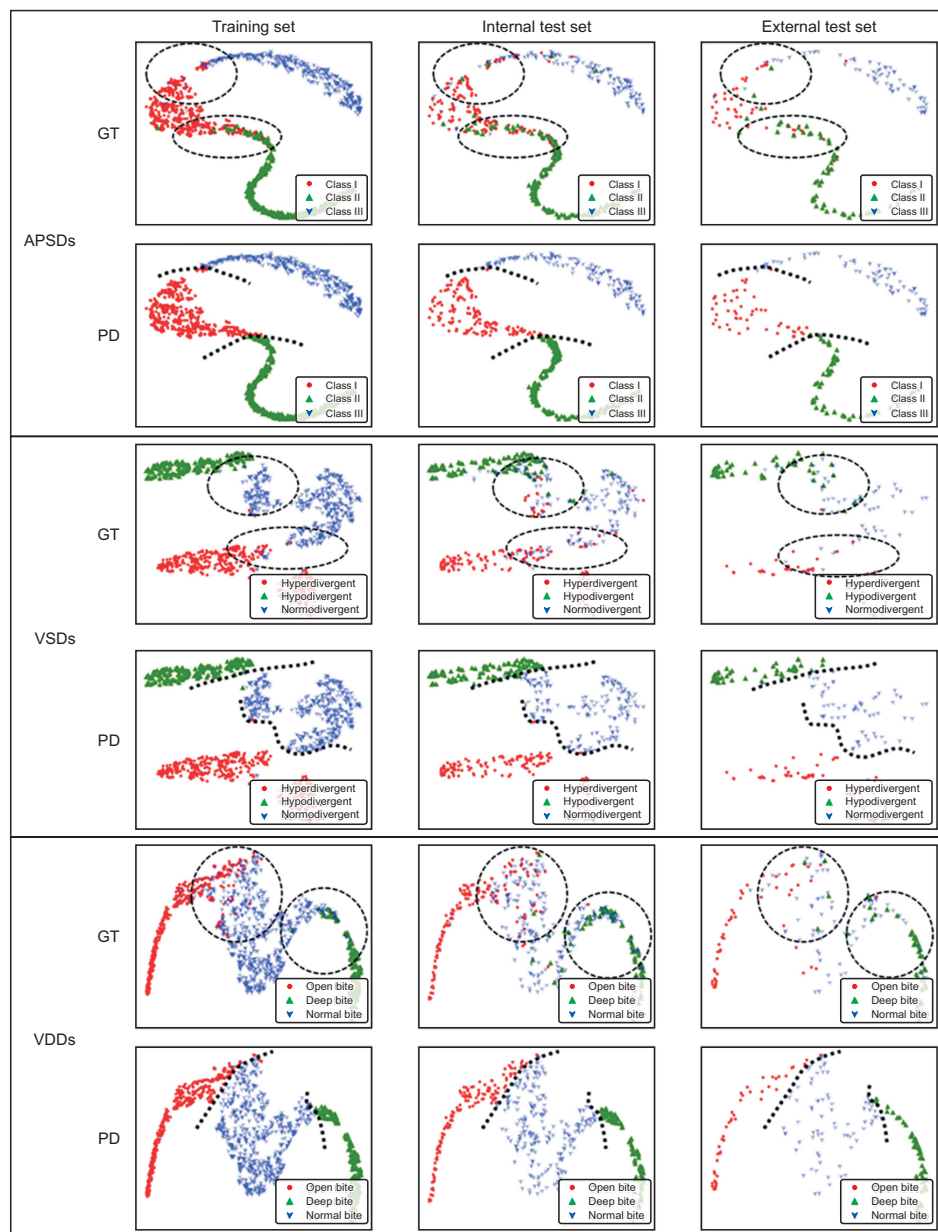 Training set Internal test set External test set
GT
Class I Class I Class I
Class II Class II Class II
Class III Class III Class III
APSDs
PD
Class I Class I Class I
Class II Class II Class II
Class III Class III Class III
GT
Hyperdivergent Hyperdivergent Hyperdivergent
Hypodivergent Hypodivergent Hypodivergent
Normodivergent Normodivergent Normodivergent
VSDs
PD
Hyperdivergent Hyperdivergent Hyperdivergent
Hypodivergent Hypodivergent Hypodivergent
Normodivergent Normodivergent Normodivergent
GT
Open bite Open bite Open bite
Deep bite Deep bite Deep bite
Normal bite Normal bite Normal bite
VDDs
PD
Open bite Open bite Open bite
Deep bite Deep bite Deep bite
Normal bite Normal bite Normal bite